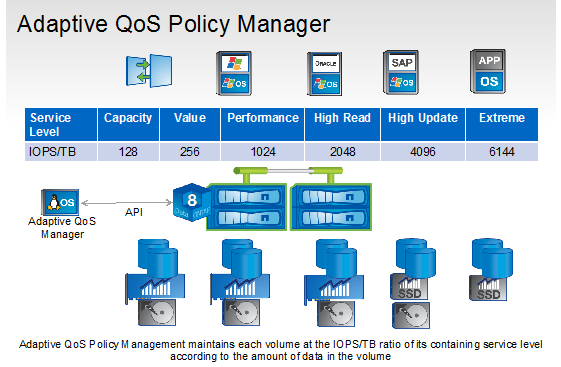 Adaptive QoS Policy Manager
OS
ORACLE
OS
SAP
OS
APP
OS
Service Level Capacity Value Performance High Read High Update Extreme
IOPS/TB 128 256 1024 2048 4096 6144
OS
API
8
Data ONTAP
Adaptive QoS
Manager
SSD
SSD
Adaptive QoS Policy Management maintains each volume at the IOPS/TB ratio of its containing service level
according to the amount of data in the volume